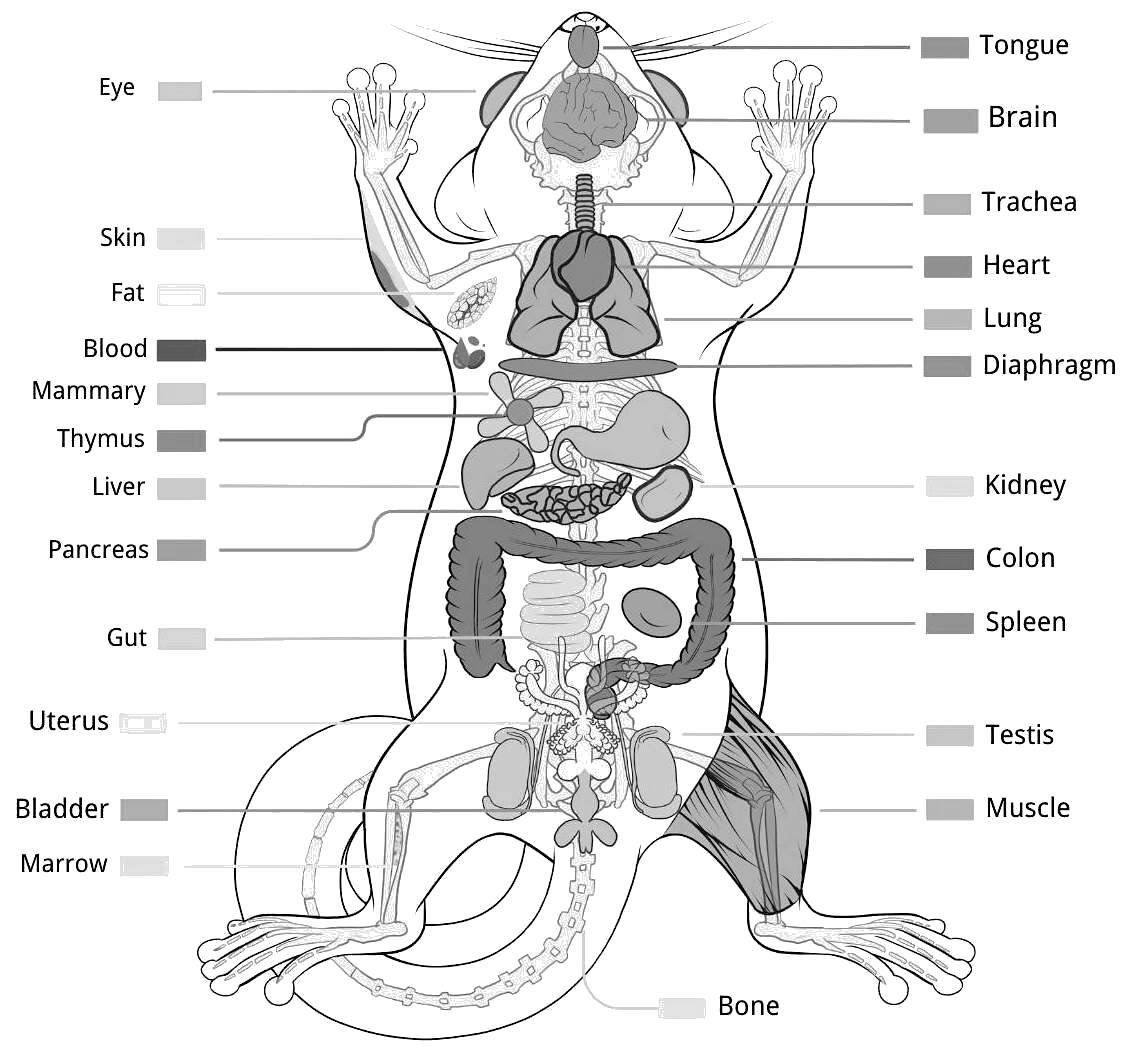 Tongue
Eye
Brain
Trachea
Skin
Heart
Fat
Lung
Blood
Diaphragm
Mammary
Thymus
Liver
Kidney
Pancreas
Colon
Spleen
Gut
Uterus
Testis
Bladder
Muscle
Marrow
Bone